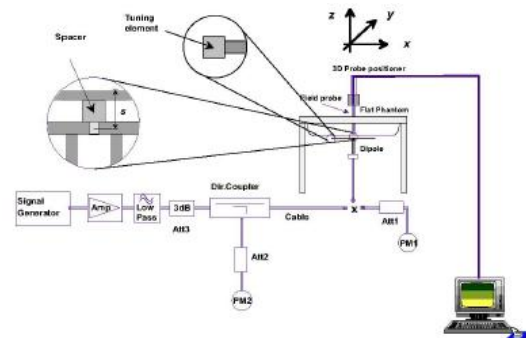 Tuning
element
Spacer
s
z
y
x
3D Probe positioner
Field probe
Flat Phantom
Dipole
Signal
Generator
Amp
Low
Pass
3dB
Att3
Dir.Coupler
Cable
x
Att1
PM1
Att2
PM2